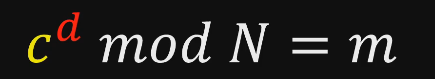 c^d mod N = m